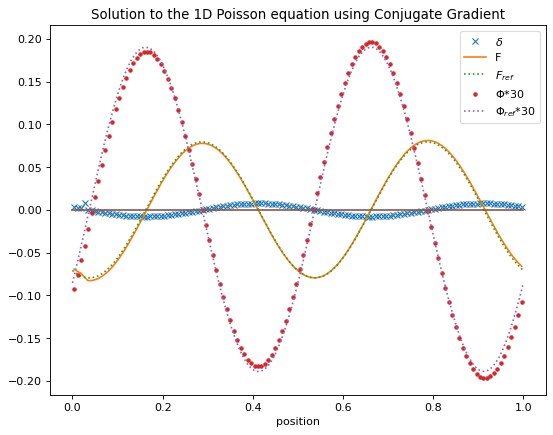 Solution to the 1D Poisson equation using Conjugate Gradient
δ
F
F_ref
Φ*30
Φ_ref*30
0.20
0.15
0.10
0.05
0.00
−0.05
−0.10
−0.15
−0.20
0.0 0.2 0.4 0.6 0.8 1.0
position